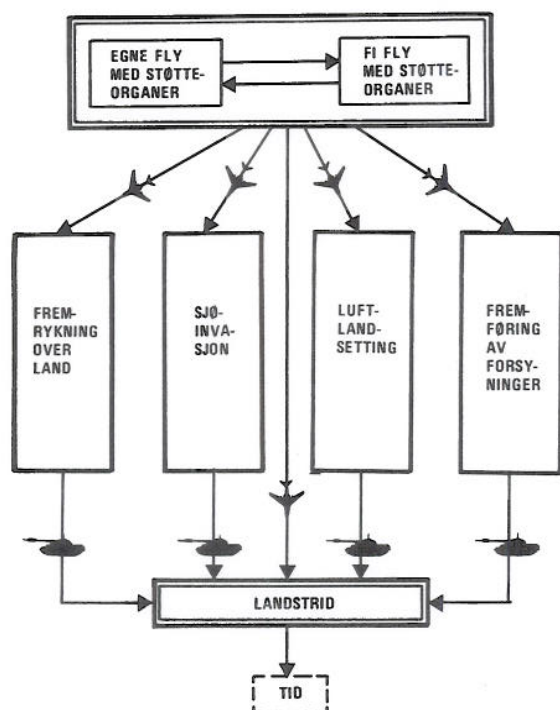 EGNE FLY
MED STØTTE-
ORGANER
FI FLY
MED STØTTE-
ORGANER
FREM-
RYKNING
OVER
LAND
SJØ-
INVA-
SJON
LUFT-
LAND-
SETTING
FREM-
FØRING
AV
FORSY-
NINGER
LANDSTRID
TID